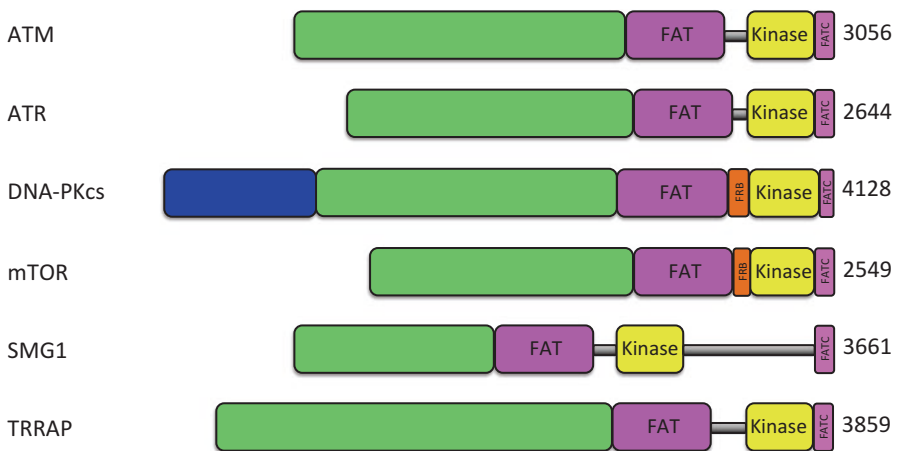 ATM FAT Kinase FATC 3056
ATR FAT Kinase FATC 2644
DNA-PKcs FAT FRB Kinase FATC 4128
mTOR FAT FRB Kinase FATC 2549
SMG1 FAT Kinase FATC 3661
TRRAP FAT Kinase FATC 3859